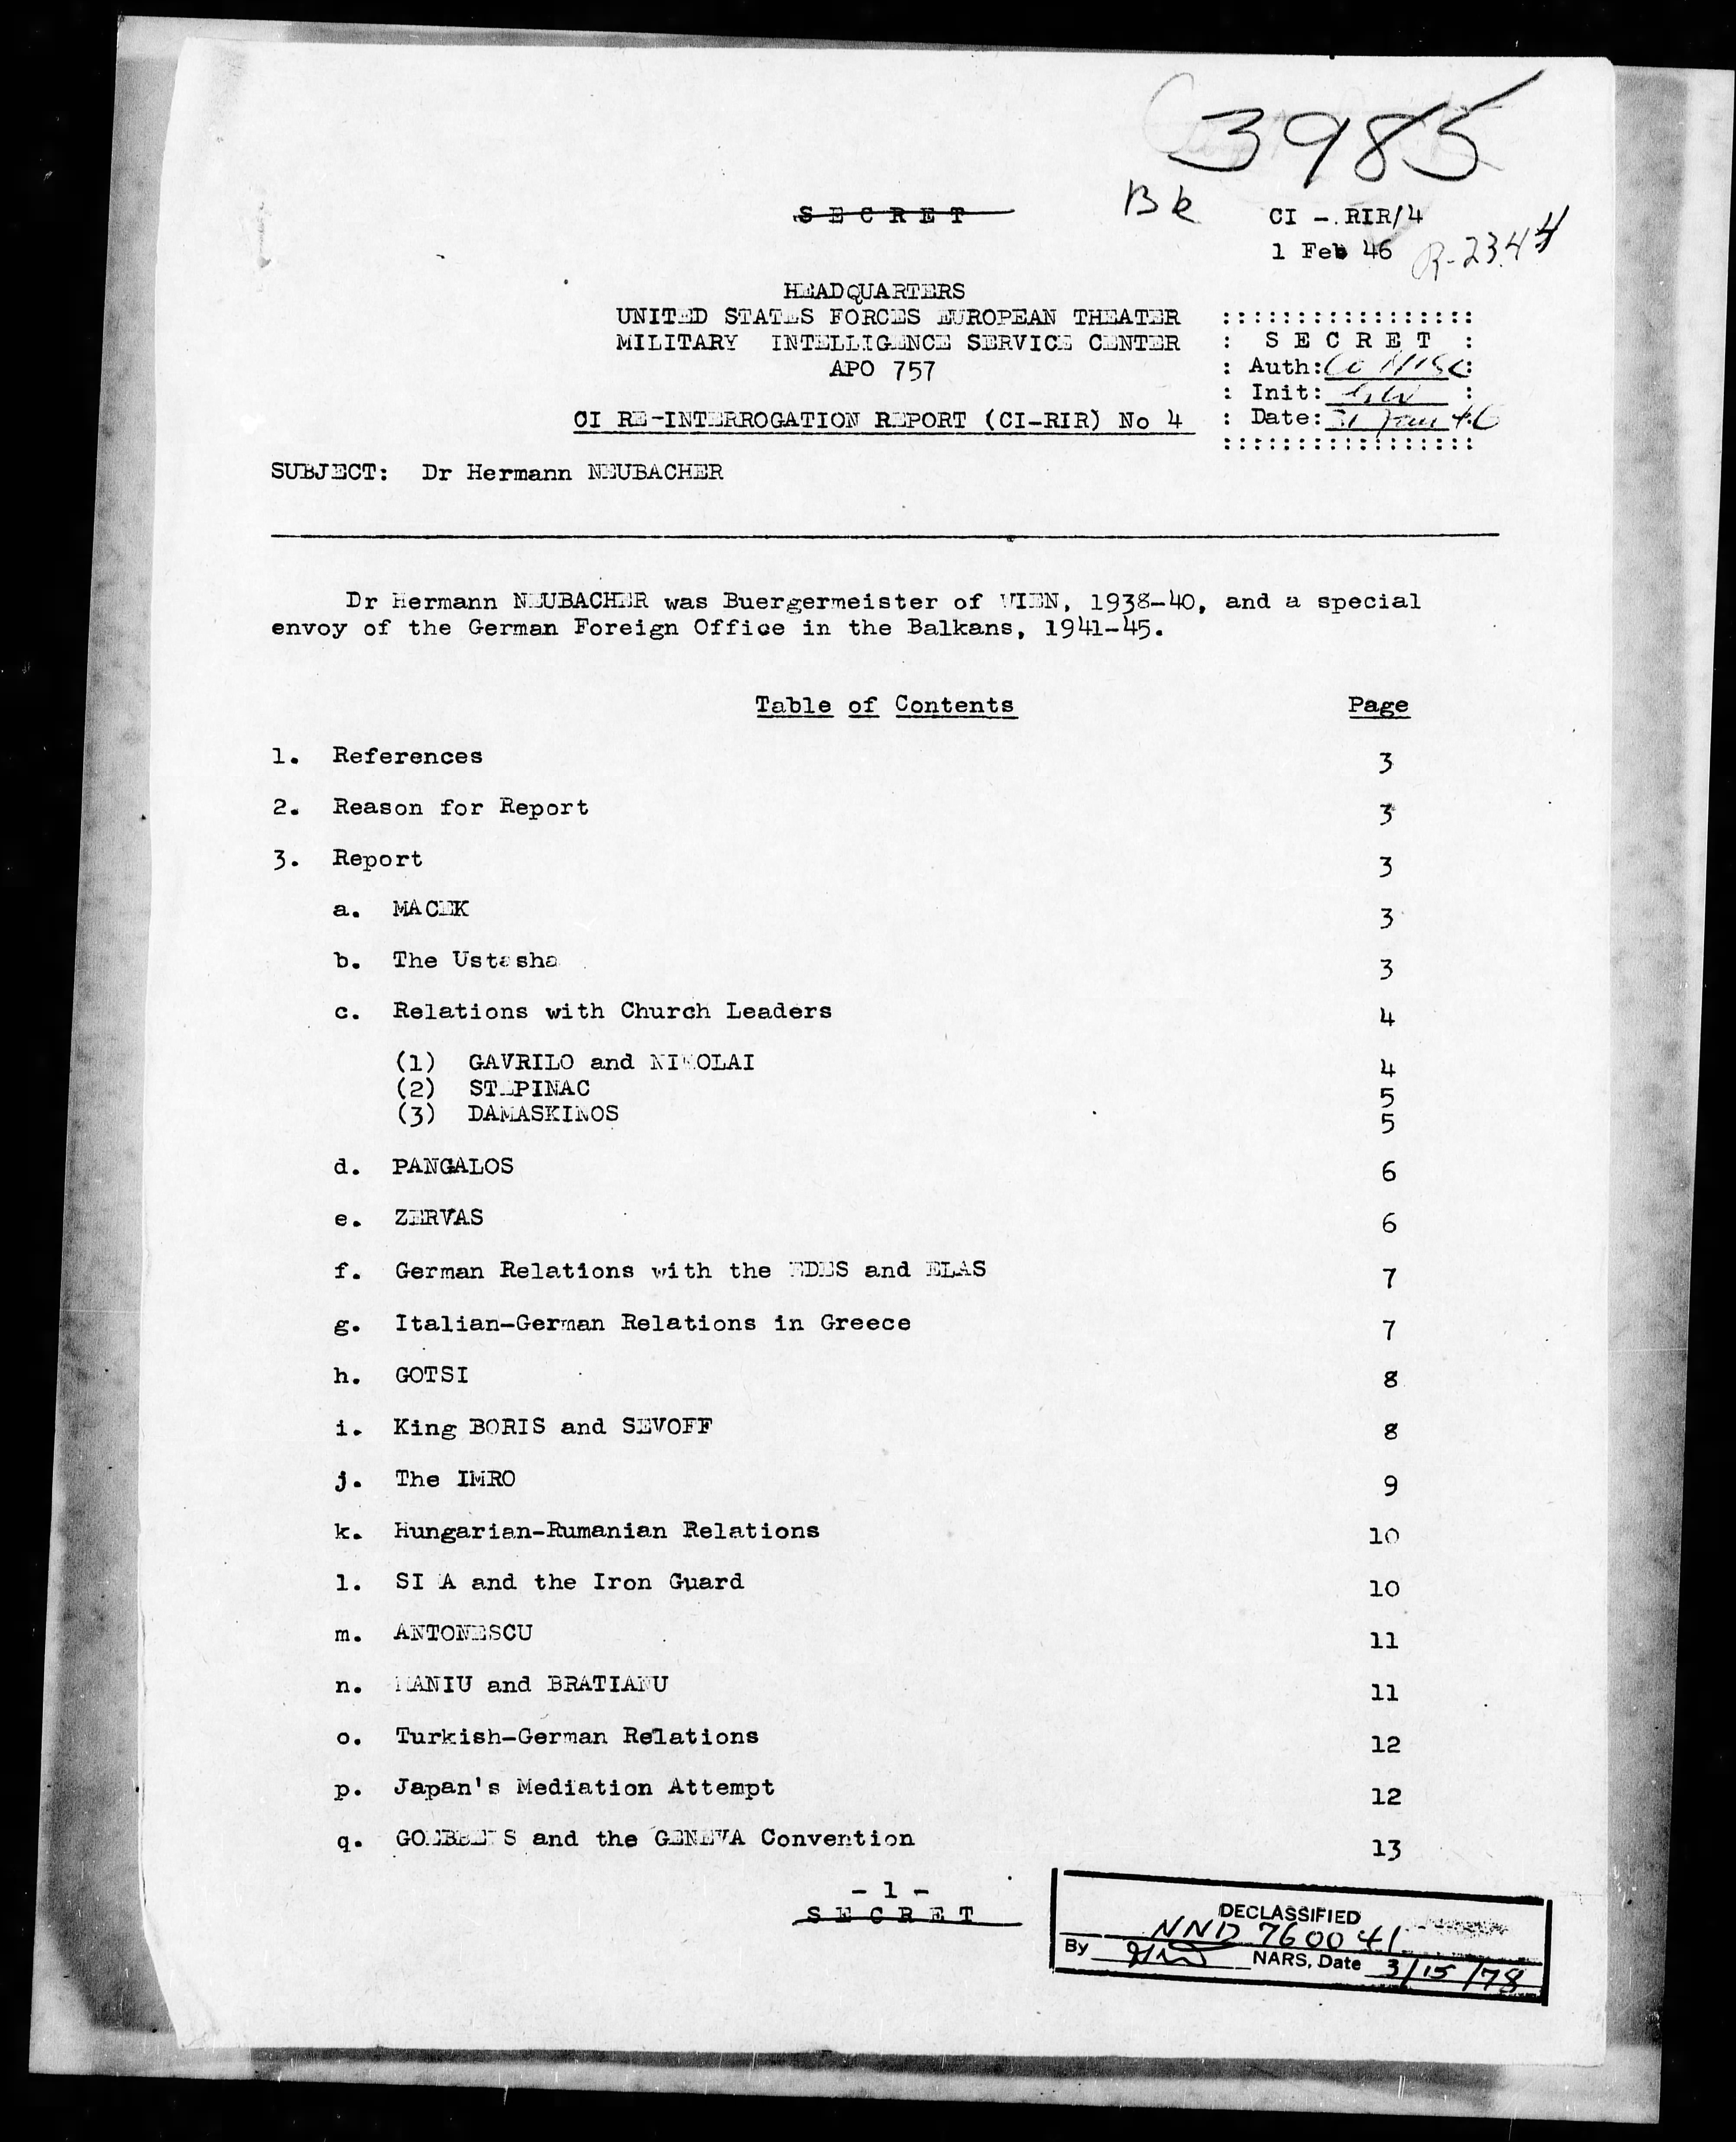 3985
Bk
S E C R E T
CI - RIR/4
1 Feb 46
R-2344
HEADQUARTERS
UNITED STATES FORCES EUROPEAN THEATER
MILITARY INTELLIGENCE SERVICE CENTER
APO 757
: : : : : : : : : : : : : : : : :
: S E C R E T :
: Auth: CO MISC :
: Init: :
: Date: 31 Jan 46
: : : : : : : : : : : : : : : : :
CI RE-INTERROGATION REPORT (CI-RIR) No 4
SUBJECT: Dr Hermann NEUBACHER
Dr Hermann NEUBACHER was Buergermeister of WIEN, 1938-40, and a special
envoy of the German Foreign Office in the Balkans, 1941-45.
Table of Contents Page
1. References 3
2. Reason for Report 3
3. Report 3
a. MACEK 3
b. The Ustasha 3
c. Relations with Church Leaders 4
(1) GAVRILO and NIKOLAI 4
(2) STEPINAC 5
(3) DAMASKINOS 5
d. PANGALOS 6
e. ZERVAS 6
f. German Relations with the EDES and ELAS 7
g. Italian-German Relations in Greece 7
h. GOTSI 8
i. King BORIS and SEVOFF 8
j. The IMRO 9
k. Hungarian-Rumanian Relations 10
l. SI A and the Iron Guard 10
m. ANTONESCU 11
n. MANIU and BRATIANU 11
o. Turkish-German Relations 12
p. Japan's Mediation Attempt 12
q. GOEBBELS and the GENEVA Convention 13
- 1 -
S E C R E T
DECLASSIFIED
NND 760041
By NARS, Date 3/15/78